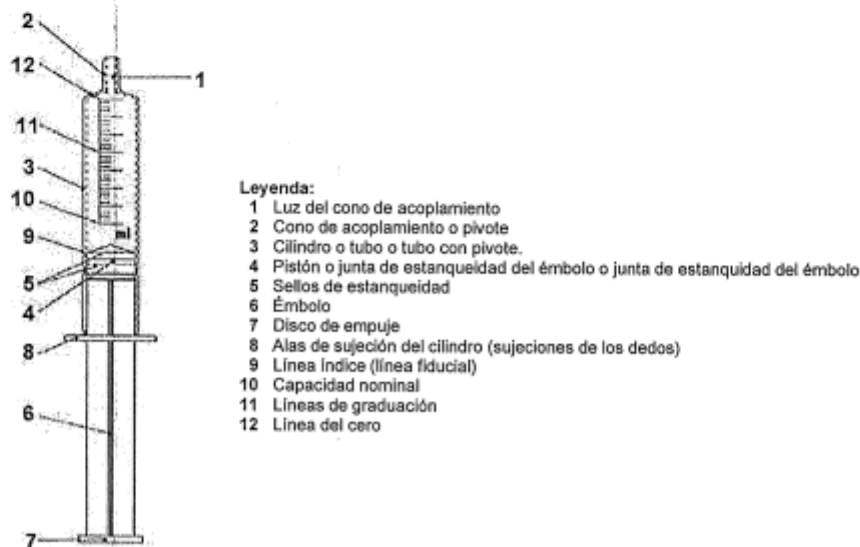 2
12
1
11
3
10
ml
9
5
4
8
6
7
Leyenda:
1 Luz del cono de acoplamiento
2 Cono de acoplamiento o pivote
3 Cilindro o tubo o tubo con pivote.
4 Pistón o junta de estanqueidad del émbolo o junta de estanquidad del émbolo
5 Sellos de estanqueidad
6 Émbolo
7 Disco de empuje
8 Alas de sujeción del cilindro (sujeciones de los dedos)
9 Línea índice (línea fiducial)
10 Capacidad nominal
11 Líneas de graduación
12 Línea del cero